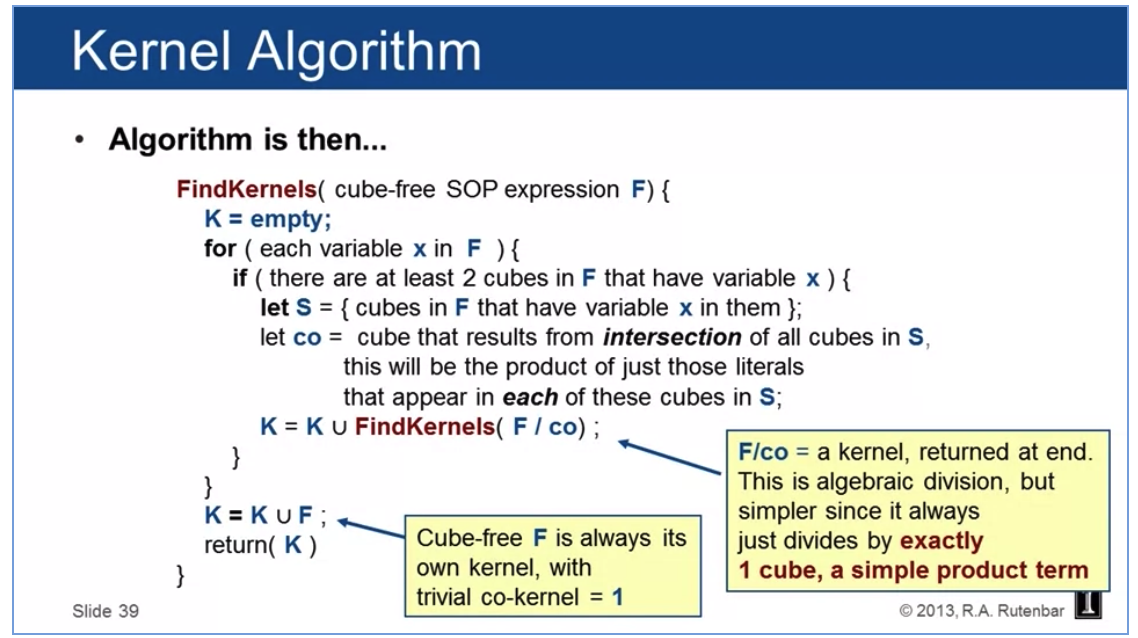 Kernel Algorithm
• Algorithm is then...
FindKernels( cube-free SOP expression F) {
K = empty;
for ( each variable x in F ) {
if ( there are at least 2 cubes in F that have variable x ) {
let S = { cubes in F that have variable x in them };
let co = cube that results from intersection of all cubes in S,
this will be the product of just those literals
that appear in each of these cubes in S;
K = K ∪ FindKernels( F / co) ;
}
}
K = K ∪ F ;
return( K )
}
F/co = a kernel, returned at end.
This is algebraic division, but
simpler since it always
just divides by exactly
1 cube, a simple product term
Cube-free F is always its
own kernel, with
trivial co-kernel = 1
Slide 39
© 2013, R.A. Rutenbar
I